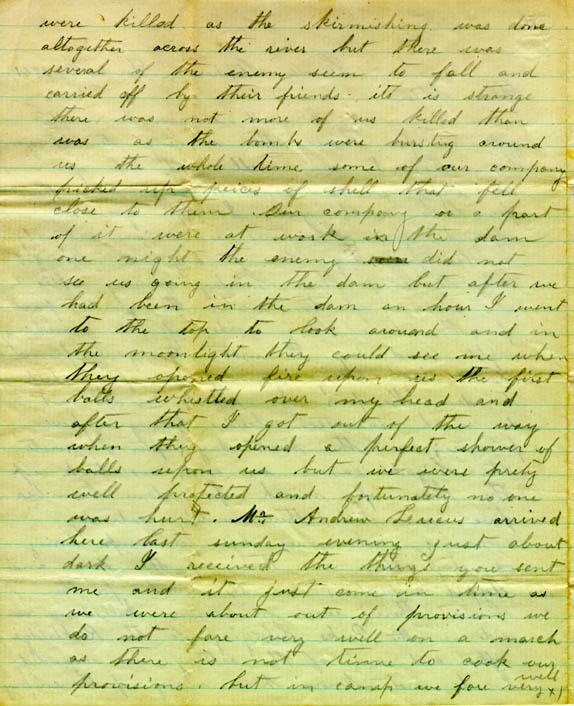 were killed as the skirmishing was done
altogether across the river but there was
several of the enemy seem to fall and
carried off by their friends. its is strange
there was not more of us killed than
was as the bombs were bursting around
us the whole time some of our company
picked up peices of shell that fell
close to them. Our company or a part
of it were at work in the dam
one night the enemy did not
see us going in the dam but after we
had been in the dam an hour I went
to the top to look around and in
the moonlight they could see me when
they opened fire upon us the first
balls whistled over my head and
after that I got out of the way
when they opened a perfect shower of
balls upon us but we were prety
well protected and fortunately no one
was hurt. Mr Andrew arrived
here last sunday evening just about
dark I received the things you sent
me and it just come in time as
we were about out of provisions we
do not fare very well on a march
as there is not time to cook our
provisions. but in camp we fare very well